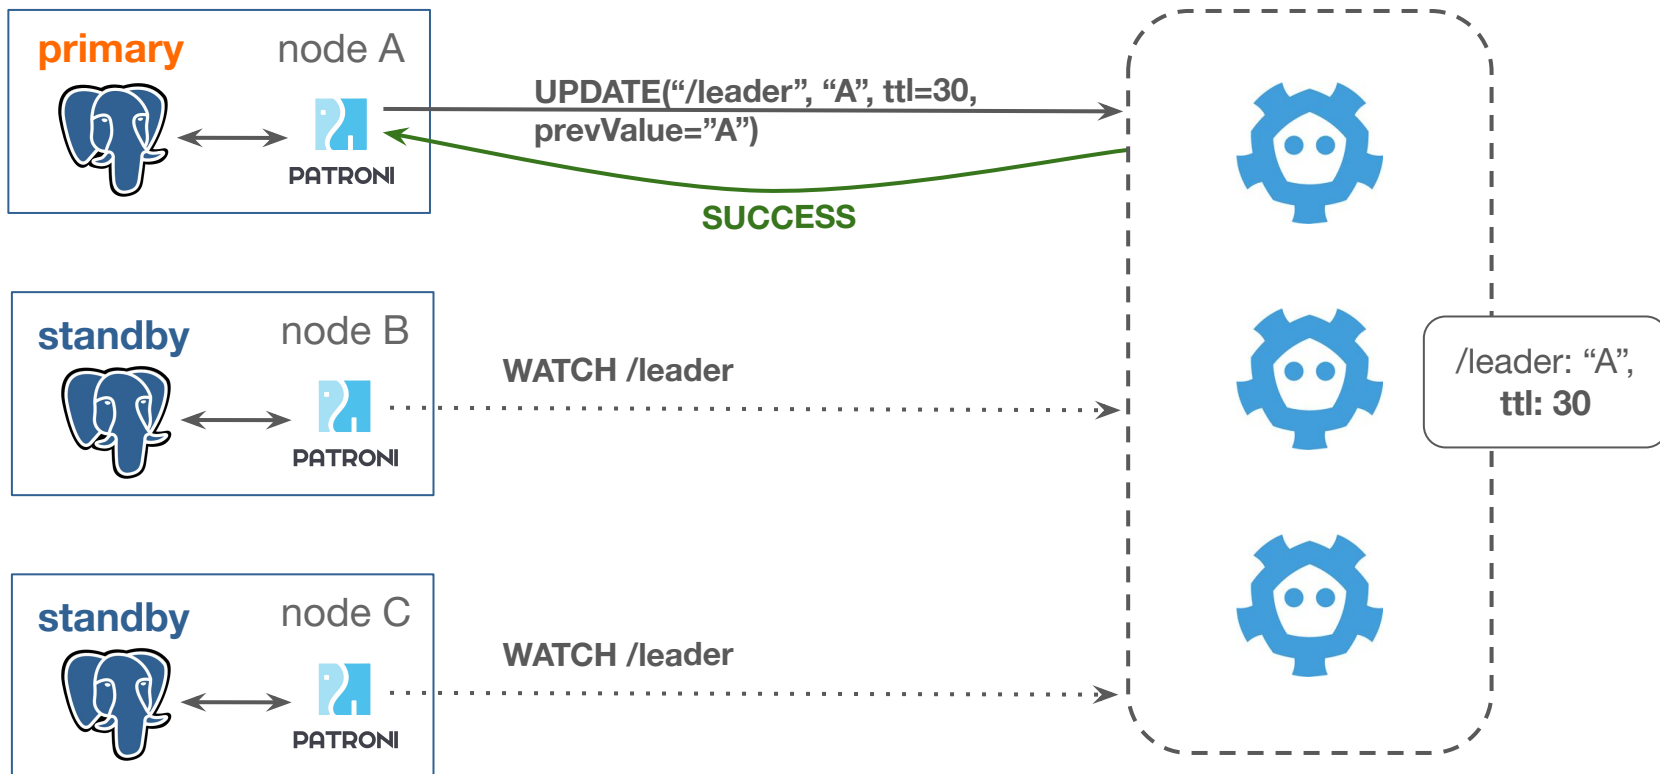 primary
node A
PATRONI
UPDATE(“/leader”, “A”, ttl=30,
prevValue=”A”)
SUCCESS
standby
node B
PATRONI
WATCH /leader
/leader: “A”,
ttl: 30
standby
node C
PATRONI
WATCH /leader